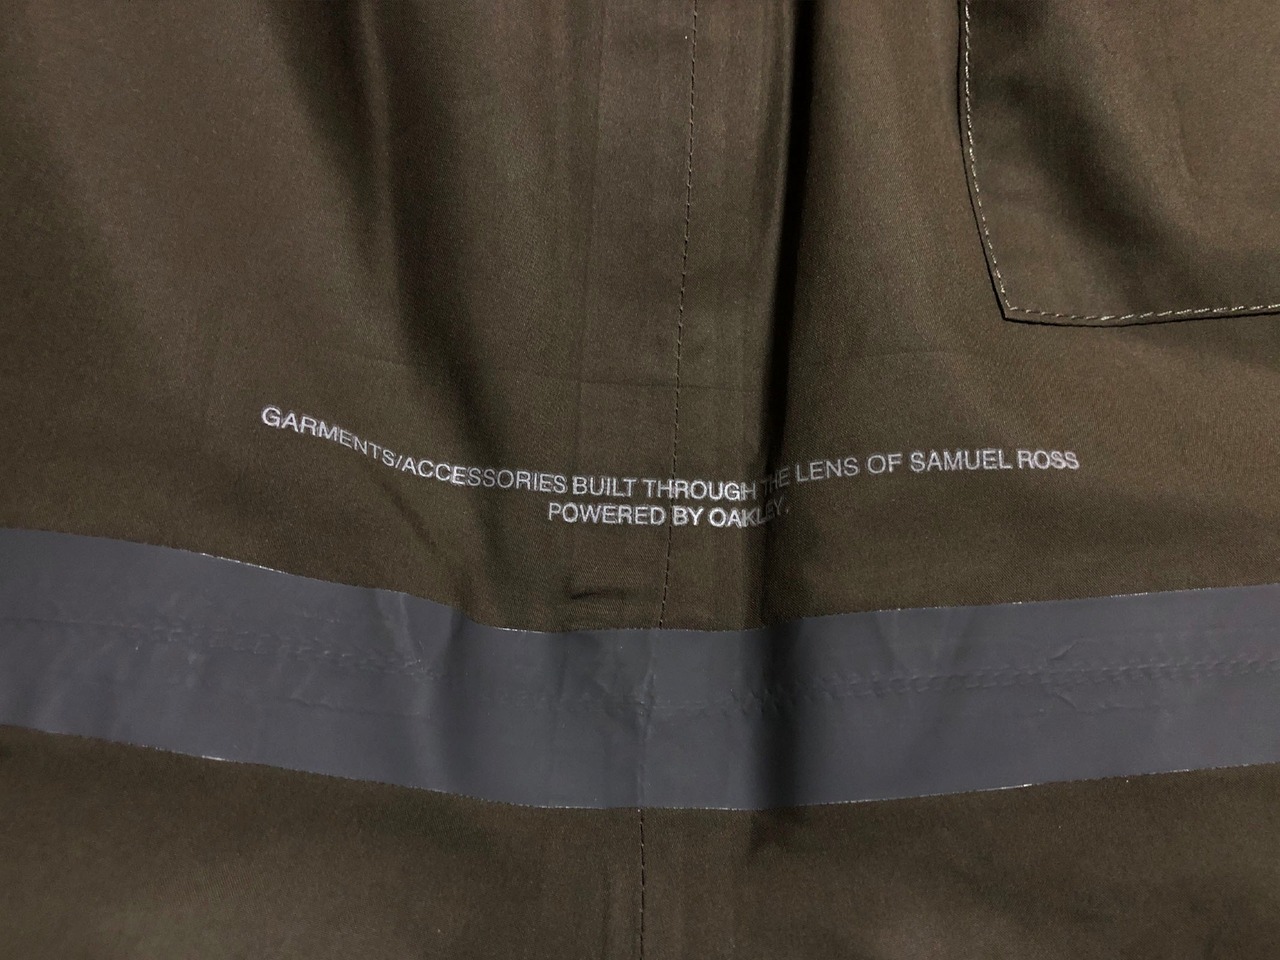 GARMENTS/ACCESSORIES BUILT THROUGH THE LENS OF SAMUEL ROSS
POWERED BY OAKLEY.